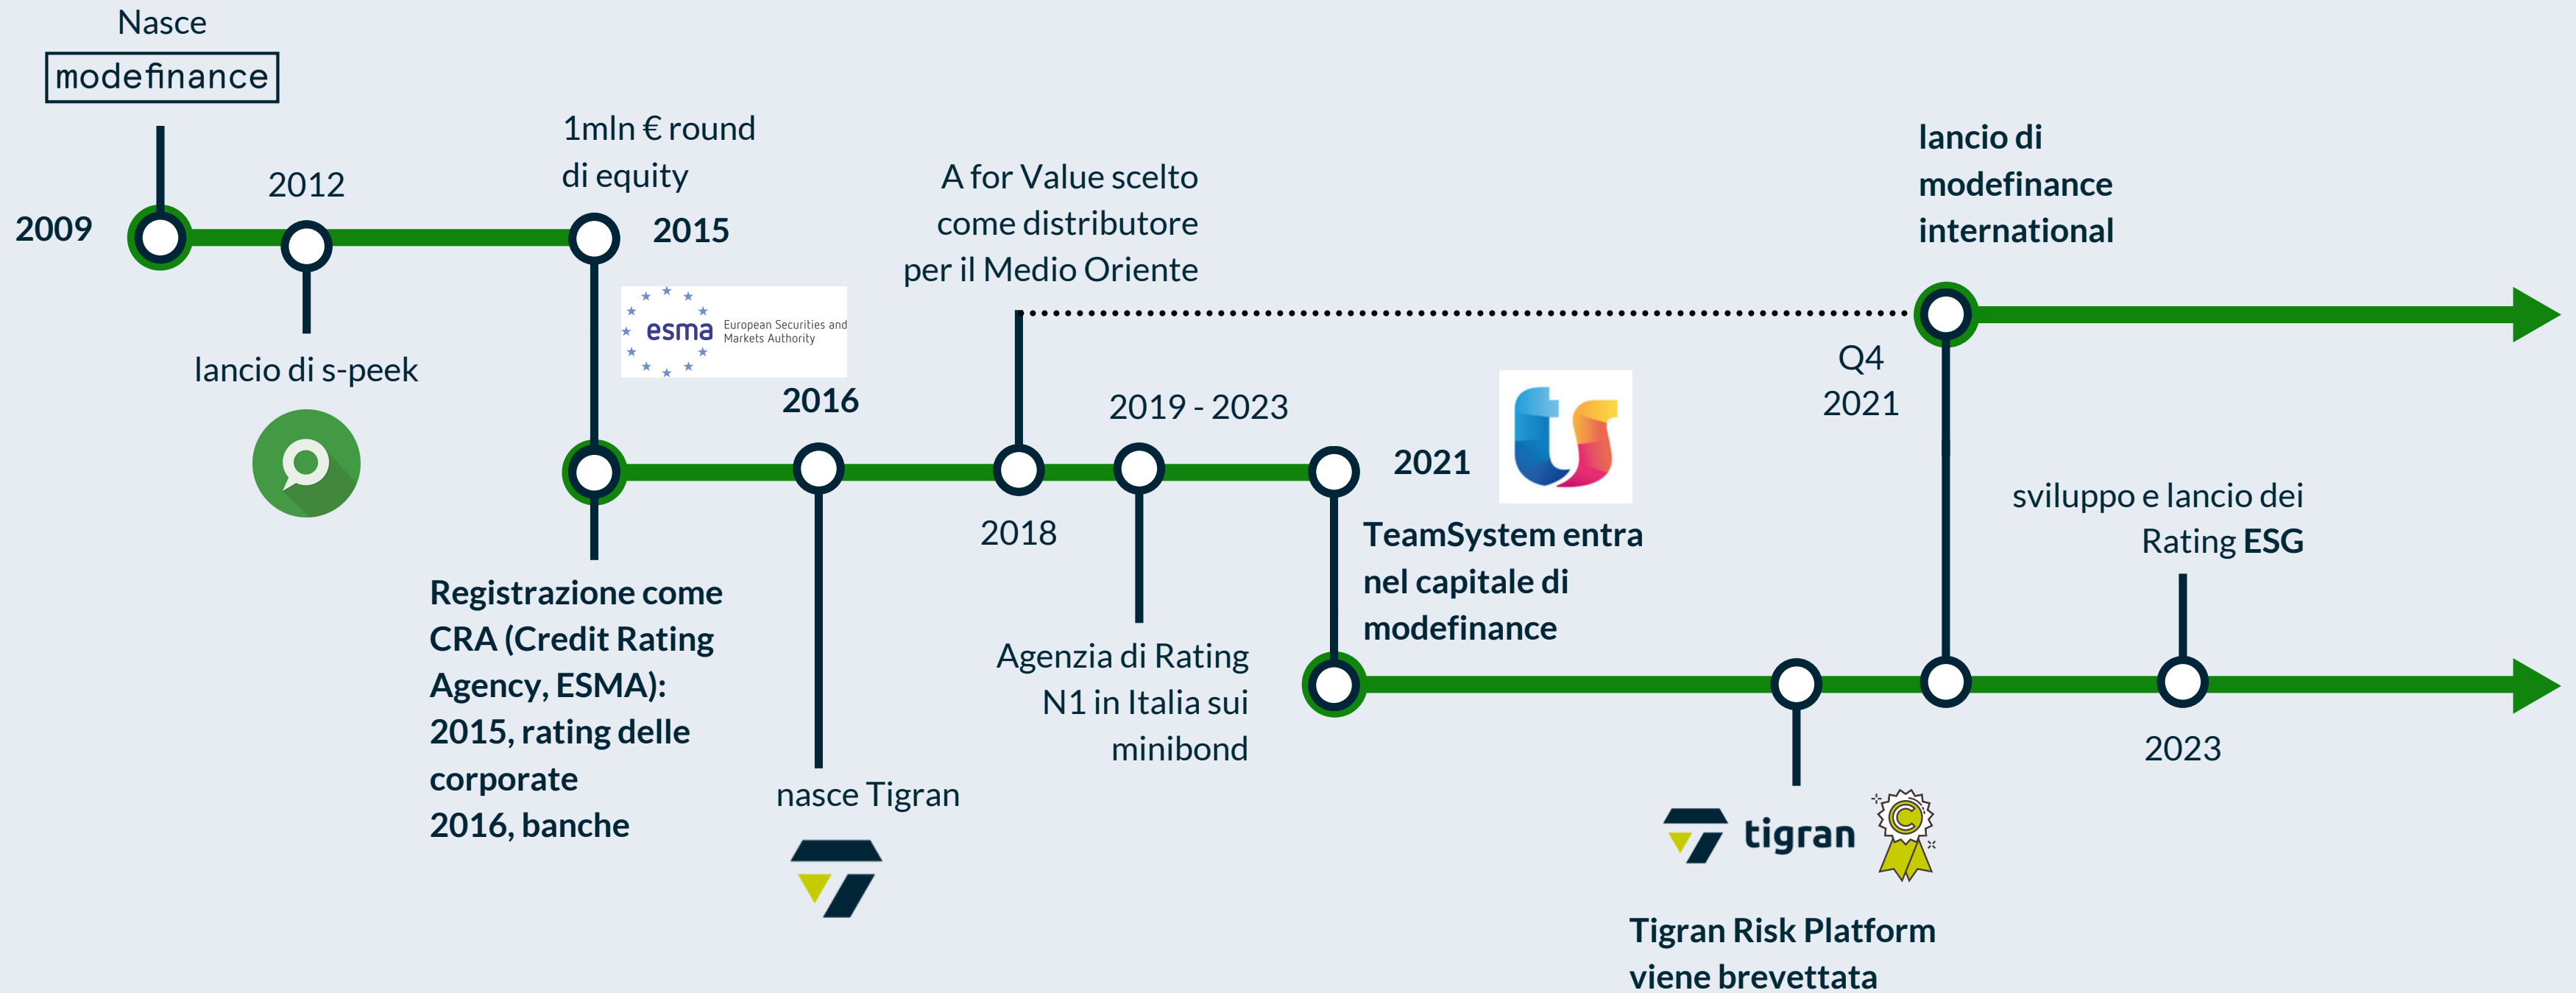 Nasce
modefinance
2009
2012
lancio di s-peek
1mln € round
di equity
2015
esma
European Securities and
Markets Authority
Registrazione come
CRA (Credit Rating
Agency, ESMA):
2015, rating delle
corporate
2016, banche
2016
nasce Tigran
A for Value scelto
come distributore
per il Medio Oriente
2018
2019 - 2023
Agenzia di Rating
N1 in Italia sui
minibond
2021
ts
TeamSystem entra
nel capitale di
modefinance
lancio di
modefinance
international
Q4
2021
tigran
C
Tigran Risk Platform
viene brevettata
sviluppo e lancio dei
Rating ESG
2023